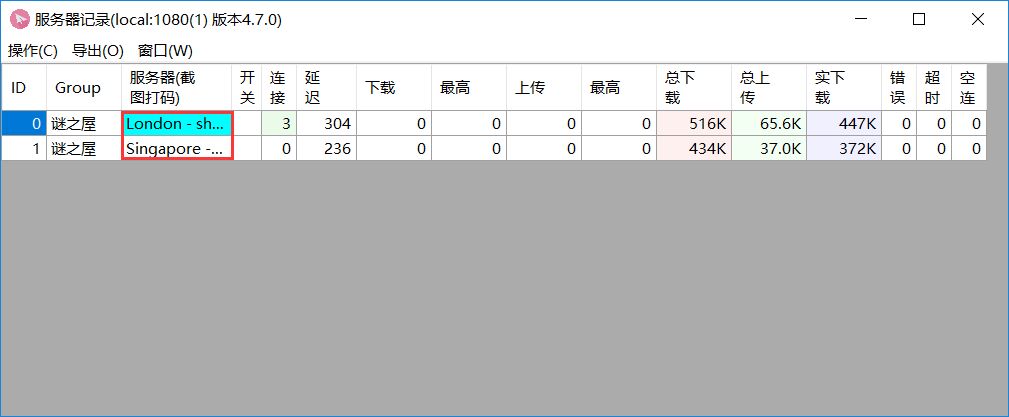 服务器记录(local:1080(1) 版本4.7.0)
操作(C) 导出(O) 窗口(W)
ID Group 服务器(截图打码) 开关 连接 延迟 下载 最高 上传 最高 总下载 总上传 实下载 错误 超时 空连
0 谜之屋 London - sh... 3 304 0 0 0 0 516K 65.6K 447K 0 0 0
1 谜之屋 Singapore -... 0 236 0 0 0 0 434K 37.0K 372K 0 0 0